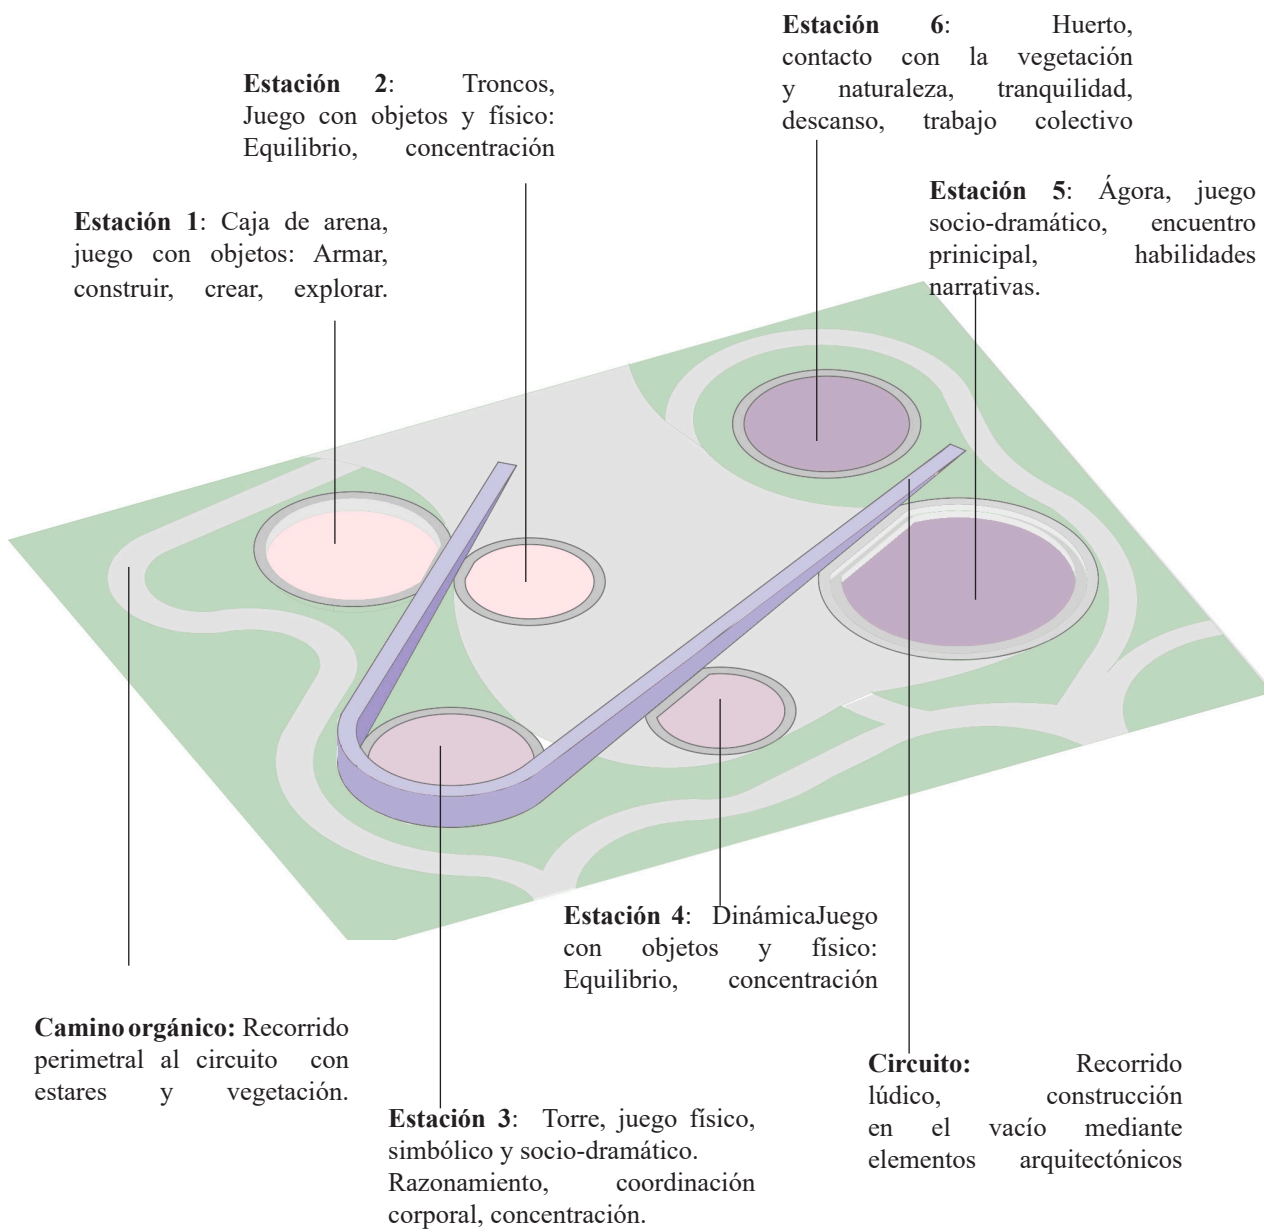 Estación 6: Huerto,
contacto con la vegetación
y naturaleza, tranquilidad,
descanso, trabajo colectivo
Estación 2: Troncos,
Juego con objetos y físico:
Equilibrio, concentración
Estación 5: Ágora, juego
socio-dramático, encuentro
prinicipal, habilidades
narrativas.
Estación 1: Caja de arena,
juego con objetos: Armar,
construir, crear, explorar.
Estación 4: DinámicaJuego
con objetos y físico:
Equilibrio, concentración
Camino orgánico: Recorrido
perimetral al circuito con
estares y vegetación.
Circuito: Recorrido
lúdico, construcción
en el vacío mediante
elementos arquitectónicos
Estación 3: Torre, juego físico,
simbólico y socio-dramático.
Razonamiento, coordinación
corporal, concentración.